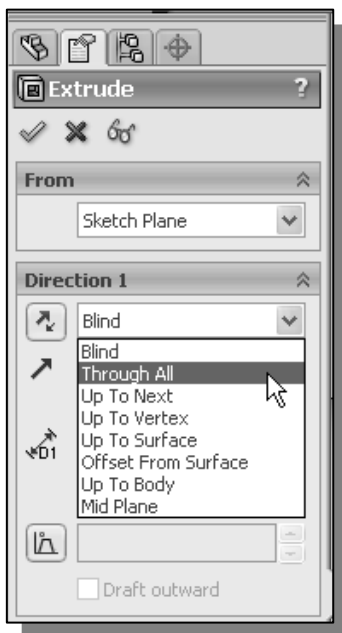 Extrude ?
From
Sketch Plane
Direction 1
Blind
Blind
Through All
Up To Next
Up To Vertex
Up To Surface
D1
Offset From Surface
Up To Body
Mid Plane
Draft outward